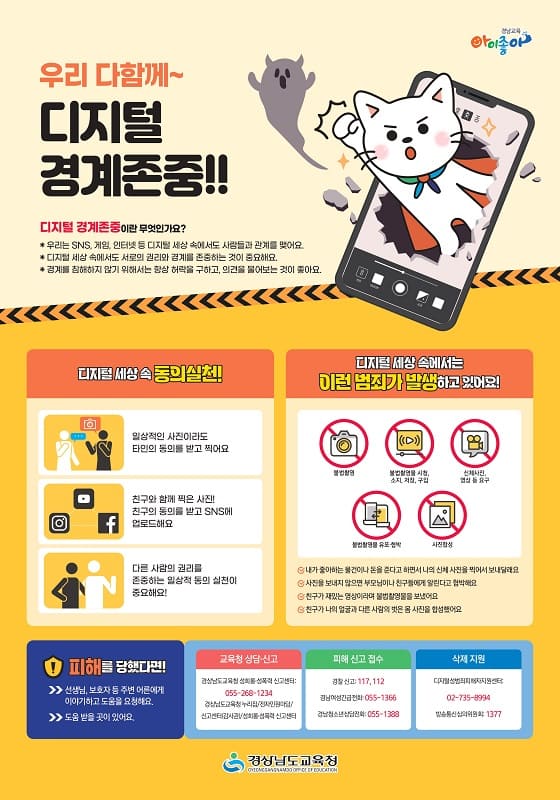 경남교육
아이좋아
우리 다함께~
디지털
경계존중!!
디지털 경계존중이란 무엇인가요?
* 우리는 SNS, 게임, 인터넷 등 디지털 세상 속에서도 사람들과 관계를 맺어요.
* 디지털 세상 속에서도 서로의 권리와 경계를 존중하는 것이 중요해요.
* 경계를 침해하지 않기 위해서는 항상 허락을 구하고, 의견을 물어보는 것이 좋아요.
디지털 세상 속 동의실천!
일상적인 사진이라도
타인의 동의를 받고 찍어요
친구와 함께 찍은 사진!
친구의 동의를 받고 SNS에
업로드해요
다른 사람의 권리를
존중하는 일상적 동의 실천이
중요해요!
디지털 세상 속에서는
이런 범죄가 발생하고 있어요!
불법촬영
불법촬영물 시청,
소지, 저장, 구입
신체사진,
영상 등 요구
불법촬영물 유포·협박
사진합성
내가 좋아하는 물건이나 돈을 준다고 하면서 나의 신체 사진을 찍어서 보내달래요
사진을 보내지 않으면 부모님이나 친구들에게 알린다고 협박해요
친구가 재밌는 영상이라며 불법촬영물을 보냈어요
친구가 나의 얼굴과 다른 사람의 벗은 몸 사진을 합성했어요
피해를 당했다면!
>> 선생님, 보호자 등 주변 어른에게
이야기하고 도움을 요청해요.
>> 도움 받을 곳이 있어요.
교육청 상담·신고
경상남도교육청 성희롱·성폭력 신고센터:
055-268-1234
경상남도교육청 누리집/전자민원마당/
신고센터(감사관)/성희롱·성폭력 신고센터
피해 신고 접수
경찰 신고: 117, 112
경남여성긴급전화: 055-1366
경남청소년상담전화: 055-1388
삭제 지원
디지털성범죄피해자지원센터:
02-735-8994
방송통신심의위원회: 1377
경상남도교육청
GYEONGSANGNAMDO OFFICE OF EDUCATION